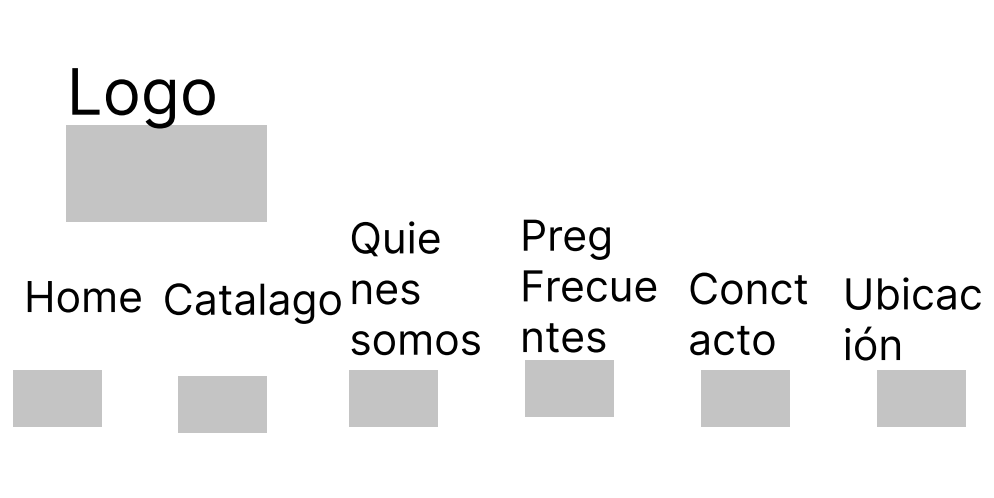 Logo
Home
Catalago
Quie
nes
somos
Preg
Frecue
ntes
Conct
acto
Ubicac
ión